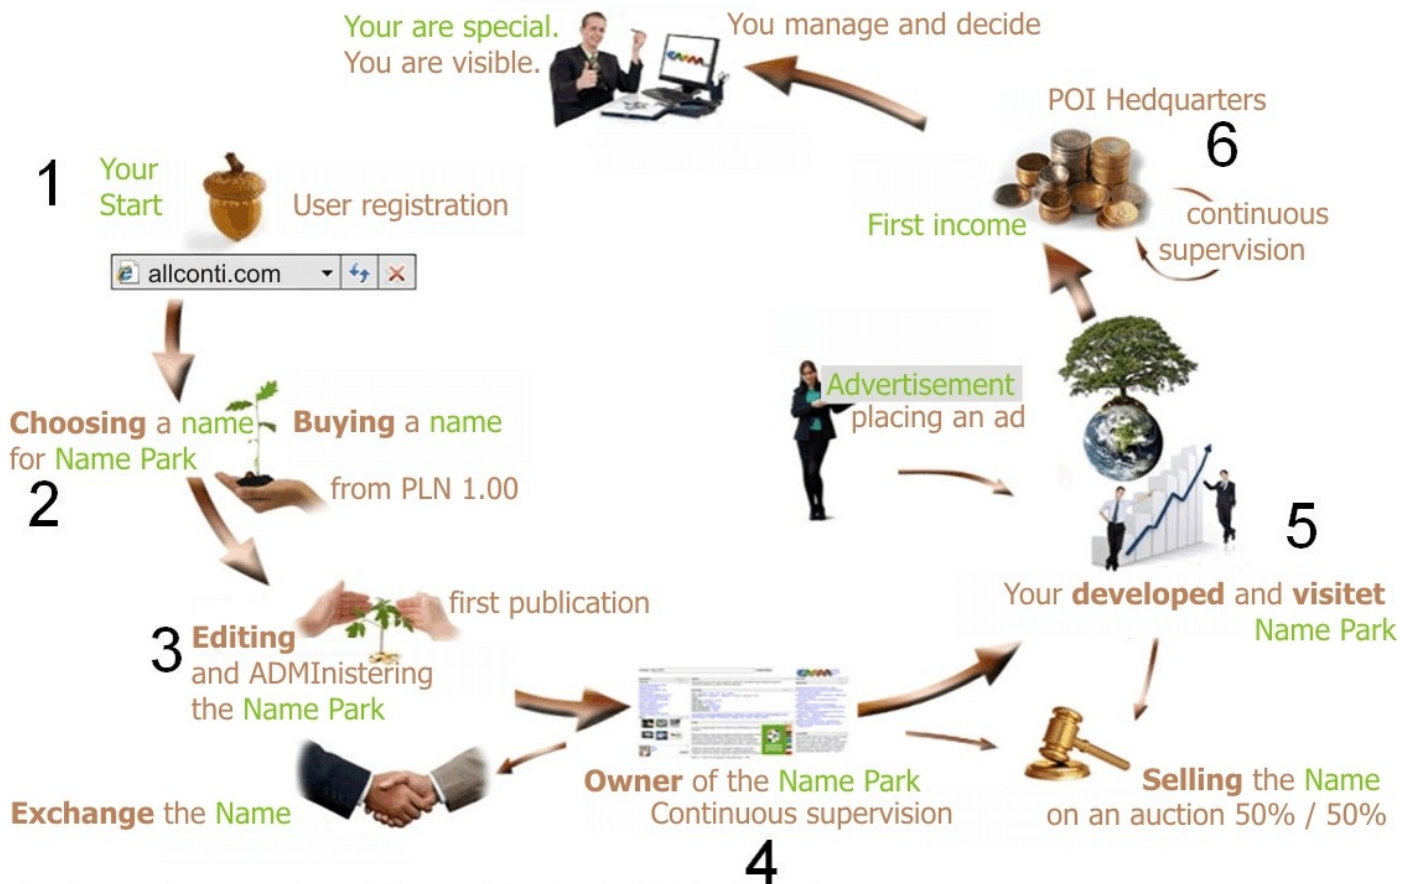 Your are special.
You are visible.
You manage and decide
1
Your
Start
User registration
allconti.com
Choosing a name
for Name Park
Buying a name
from PLN 1.00
2
3
first publication
Editing
and ADMInistering
the Name Park
Exchange the Name
Owner of the Name Park
Continuous supervision
4
Selling the Name
on an auction 50% / 50%
Your developed and visitet
Name Park
5
Advertisement
placing an ad
POI Hedquarters
6
First income
continuous
supervision